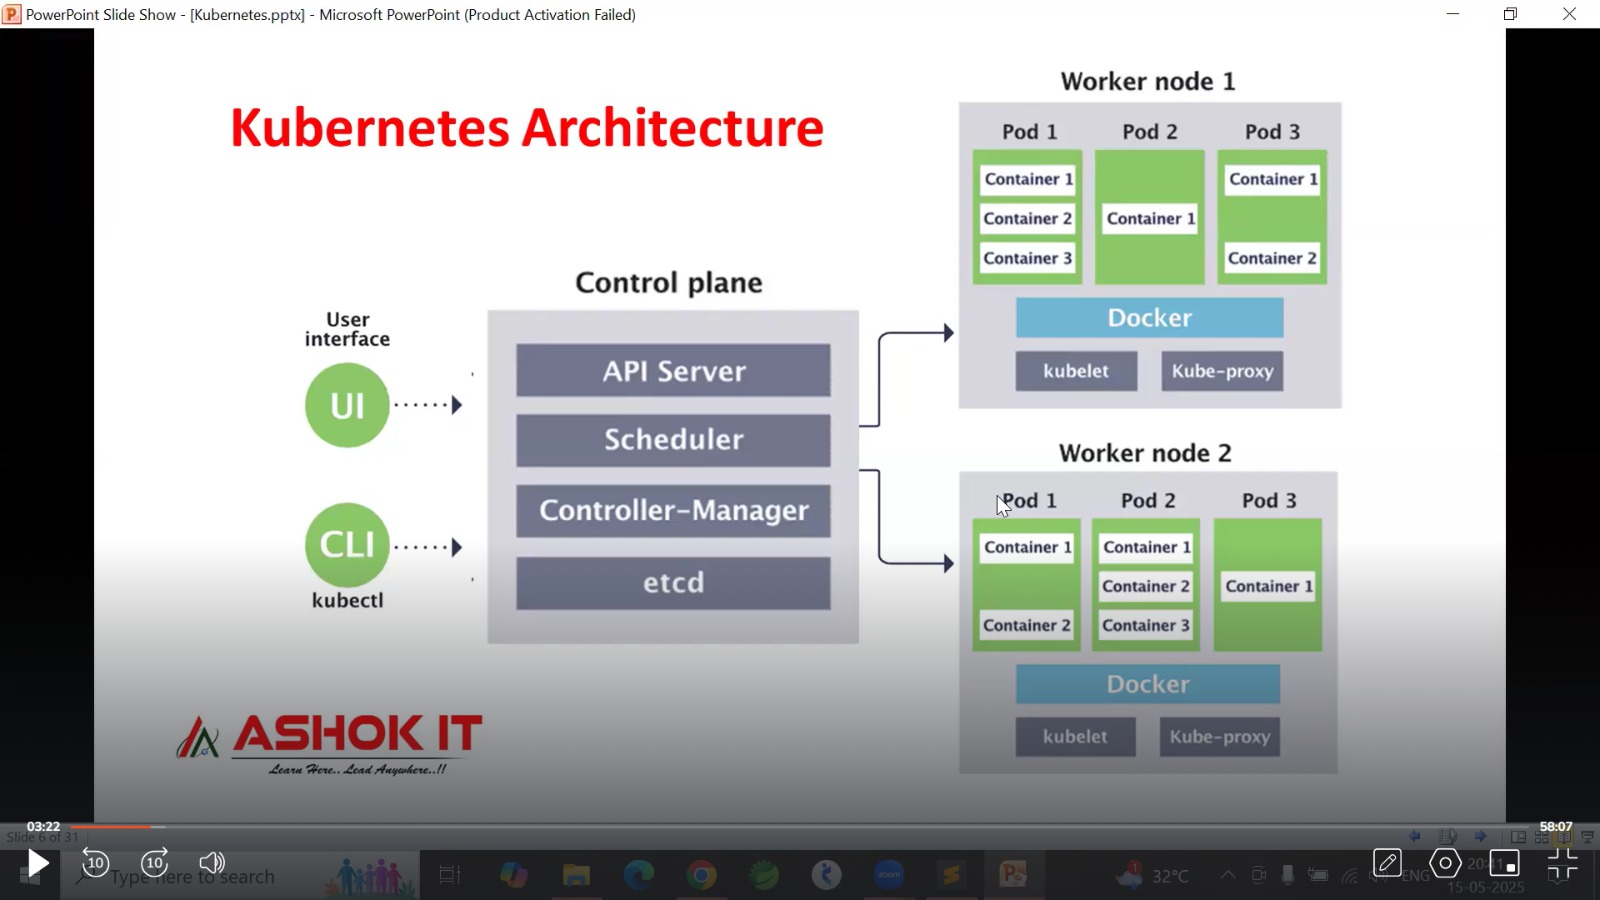 PowerPoint Slide Show - [Kubernetes.pptx] - Microsoft PowerPoint (Product Activation Failed)
Kubernetes Architecture
User
interface
UI
CLI
kubectl
Control plane
API Server
Scheduler
Controller-Manager
etcd
Worker node 1
Pod 1
Pod 2
Pod 3
Container 1
Container 2
Container 3
Container 1
Container 1
Container 2
Docker
kubelet
Kube-proxy
Worker node 2
Pod 1
Pod 2
Pod 3
Container 1
Container 2
Container 1
Container 2
Container 3
Container 1
Docker
kubelet
Kube-proxy
ASHOK IT
Learn Here.. Lead Anywhere..!!
03:22
58:07
Slide 6 of 31
10
10
Type here to search
zoom
1
32°C
ENG
20:41
15-05-2025